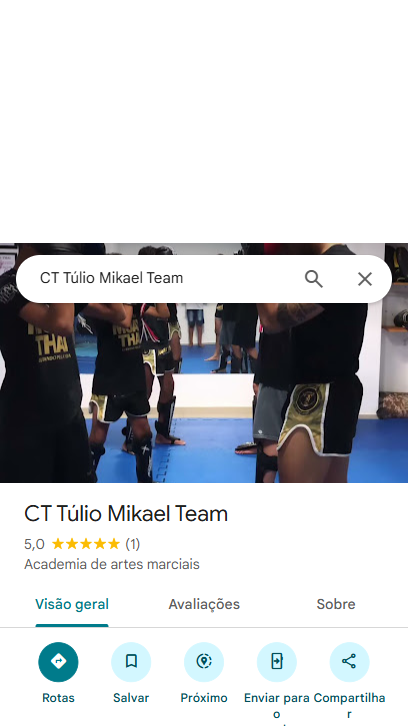 CT Túlio Mikael Team
THAI
THAI
CT Túlio Mikael Team
5,0 (1)
Academia de artes marciais
Visão geral Avaliações Sobre
Rotas Salvar Próximo Enviar para o Compartilhar